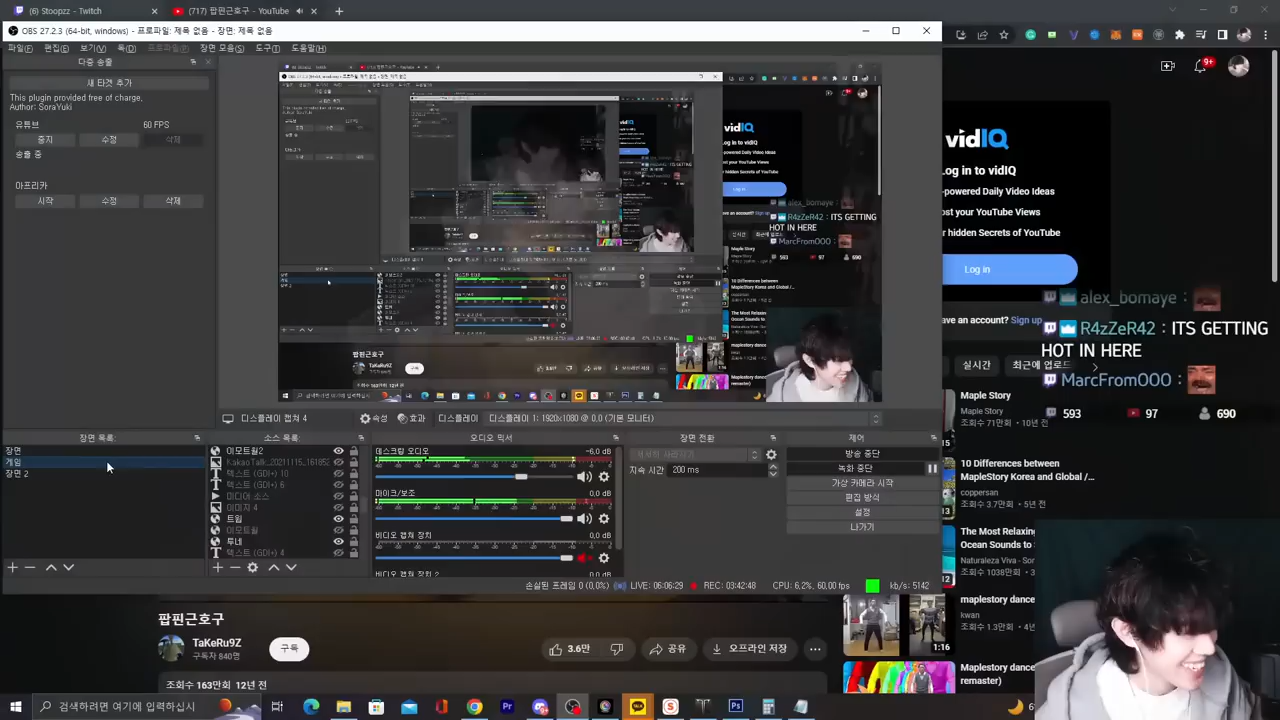 (6) Stoopzz - Twitch
(717) 팝핀근호구 - YouTube
OBS 27.2.3 (64-bit, windows) - 프로파일: 제목 없음 - 장면: 제목 없음
파일(F) 편집(E) 보기(V) 독(D) 프로파일(P) 장면 모음(S) 도구(T) 도움말(H)
다중 송출
새 타겟 추가
This plugin provided free of charge,
Author: SoraYuki
유튜브 60 FPS
중지 수정 삭제
송출 중
아프리카
시작 수정 삭제
9+
vidIQ
Log in to vidIQ
Log in
have an account? Sign up
alex_bomaye :
R4zZeR42 : ITS GETTING
HOT IN HERE
MarcFrom000 :
593 97 690
실시간 최근에 업로드
Maple Story
Maple Story
조회수 71만회 • 10년 전
10 Differences between
Maplestory Korea and Global /...
coppersan
조회수 3.7만회 • 5년 전
The Most Relaxing
Ocean Sounds to
Naturaleza Viva - Sor
조회수 1038만회
maplestory dance
kwan
조회수 1.3만회
1:16
Maplestory dance
remaster)
디스플레이 캡쳐 4 속성 효과 디스플레이 디스플레이 1: 1920x1080 @ 0,0 (기본 모니터)
장면 목록: 소스 목록: 오디오 믹서 장면 전환 제어
장면
게임
장면 2
이모트월2
KakaoTalk_20211115_161852
텍스트 (GDI+) 10
텍스트 (GDI+) 6
미디어 소스
이미지 4
트윕
이모트월
투네
텍스트 (GDI+) 4
데스크탑 오디오 -6,0 dB
마이크/보조 0,0 dB
비디오 캡쳐 장치 0,0 dB
비디오 캡쳐 장치 2 0,0 dB
지속 시간 200 ms
방송 중단
녹화 중단
가상 카메라 시작
편집 방식
설정
나가기
손실된 프레임 0 (0,0%) LIVE: 06:06:29 REC: 03:42:48 CPU: 6,2%, 60,00 fps kb/s: 5142
팝핀근호구
TaKeRu9Z
구독자 840명
구독
3.6만 공유 오프라인 저장
조회수 163만회 12년 전
검색하려면 여기에 입력하십시오